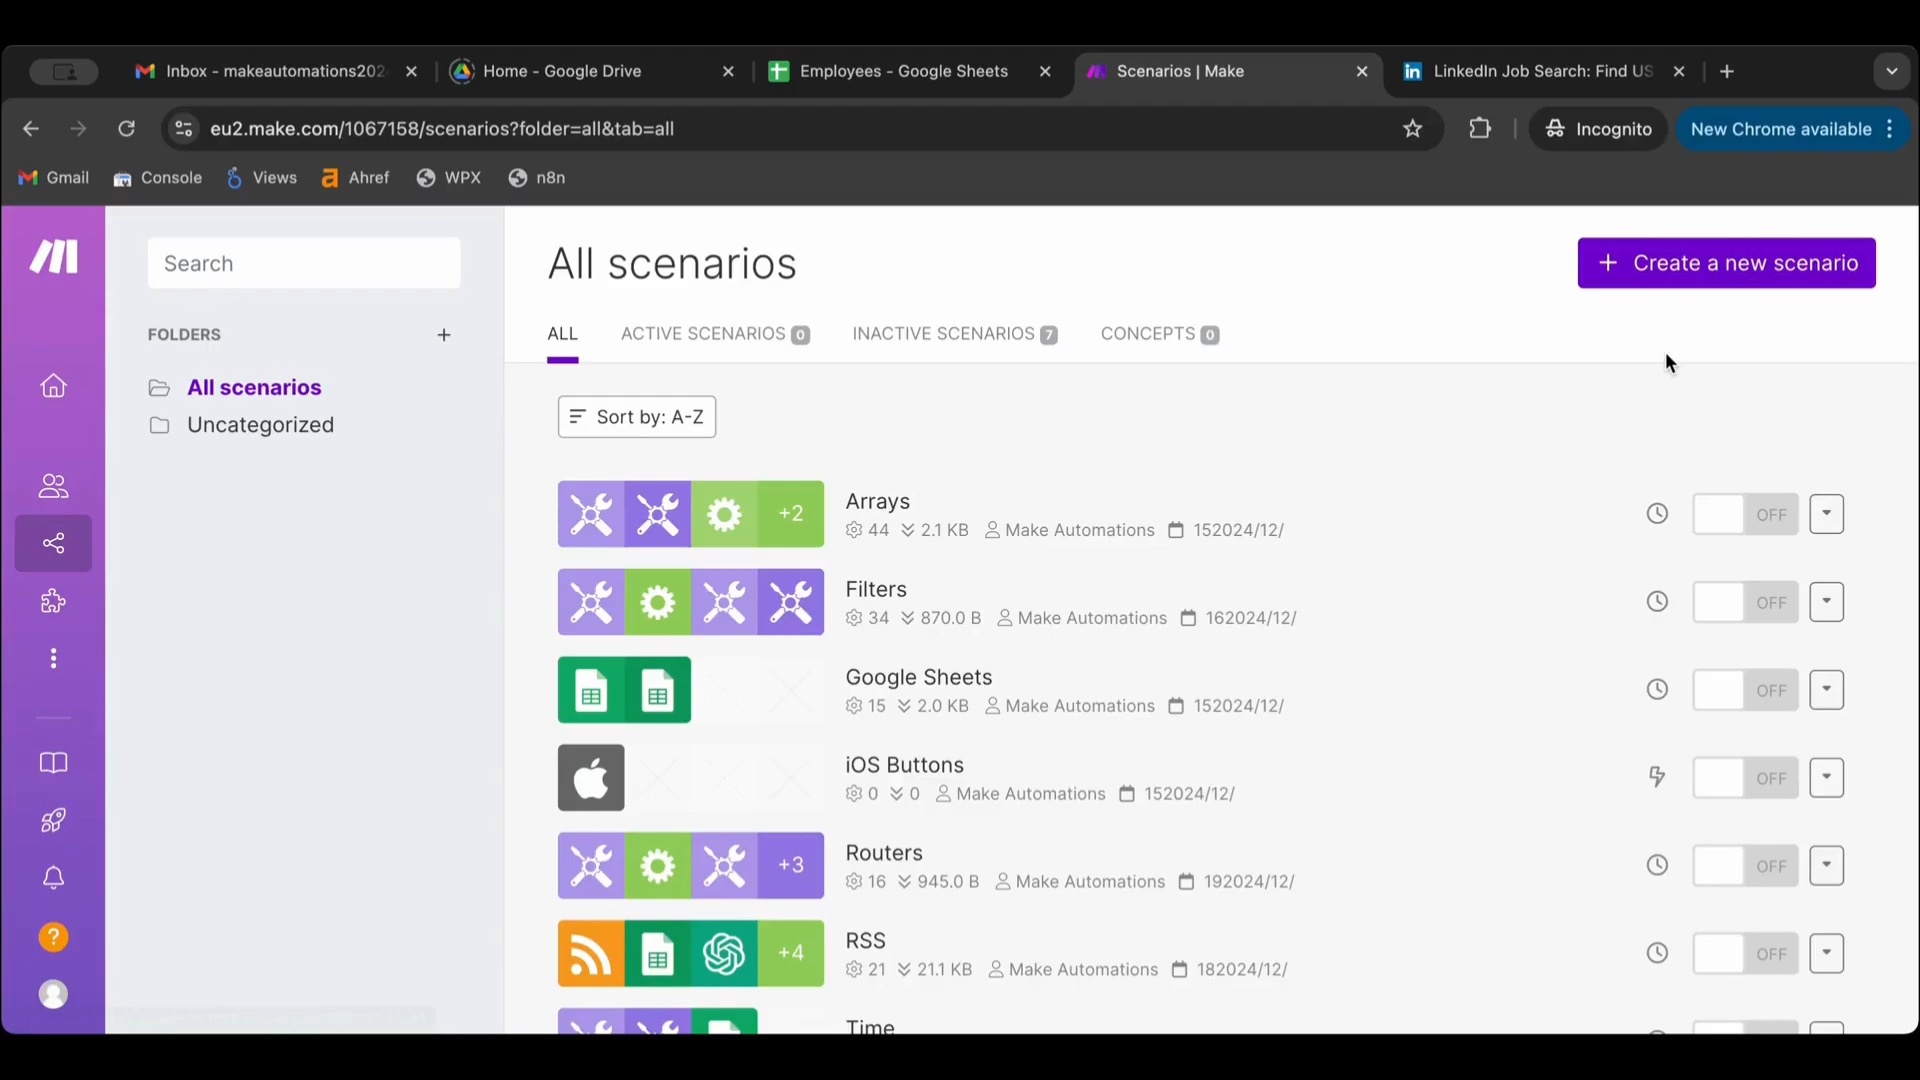 Inbox - makeautomations202
Home - Google Drive
Employees - Google Sheets
Scenarios | Make
LinkedIn Job Search: Find US
eu2.make.com/1067158/scenarios?folder=all&tab=all
Incognito
New Chrome available
Gmail
Console
Views
Ahref
WPX
n8n
Search
All scenarios
+ Create a new scenario
FOLDERS
ALL
ACTIVE SCENARIOS 0
INACTIVE SCENARIOS 7
CONCEPTS 0
All scenarios
Uncategorized
Sort by: A-Z
+2
Arrays
44 2.1 KB Make Automations 152024/12/
OFF
Filters
34 870.0 B Make Automations 162024/12/
OFF
Google Sheets
15 2.0 KB Make Automations 152024/12/
OFF
iOS Buttons
0 0 Make Automations 152024/12/
OFF
+3
Routers
16 945.0 B Make Automations 192024/12/
OFF
+4
RSS
21 21.1 KB Make Automations 182024/12/
OFF
?
Time